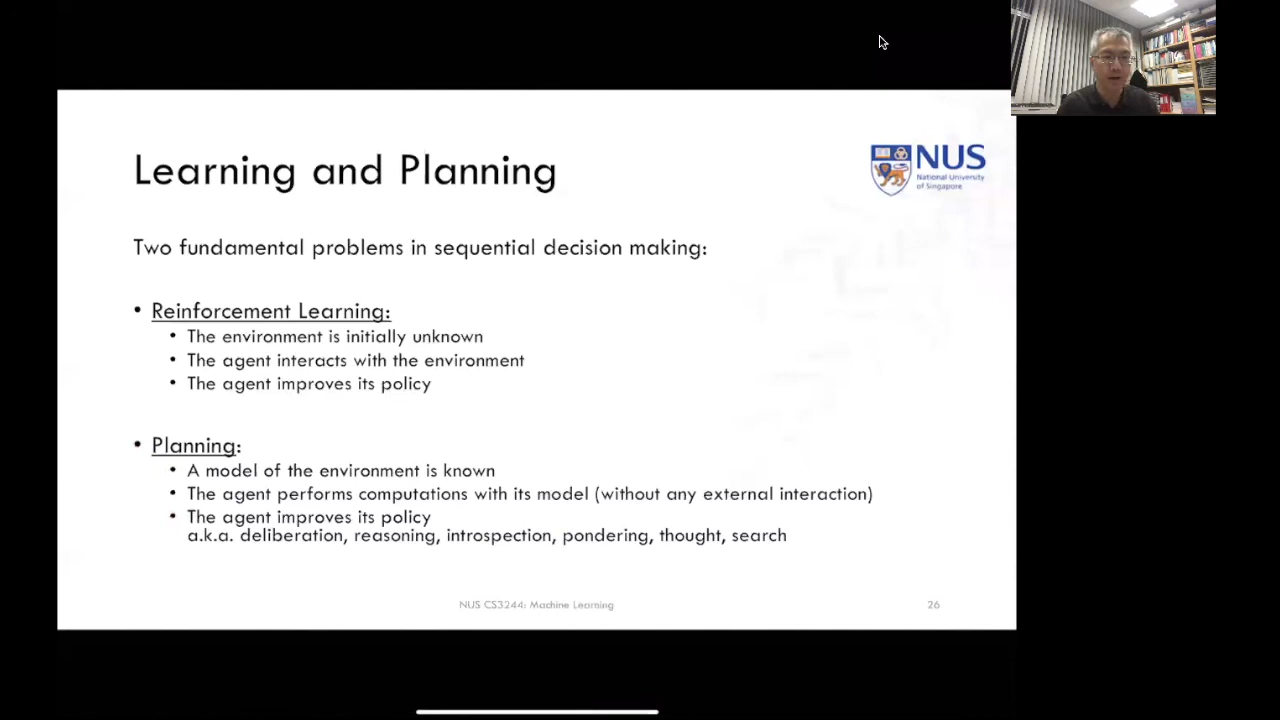 Learning and Planning
NUS
National University
of Singapore
Two fundamental problems in sequential decision making:
• Reinforcement Learning:
• The environment is initially unknown
• The agent interacts with the environment
• The agent improves its policy
• Planning:
• A model of the environment is known
• The agent performs computations with its model (without any external interaction)
• The agent improves its policy
a.k.a. deliberation, reasoning, introspection, pondering, thought, search
NUS CS3244: Machine Learning
26